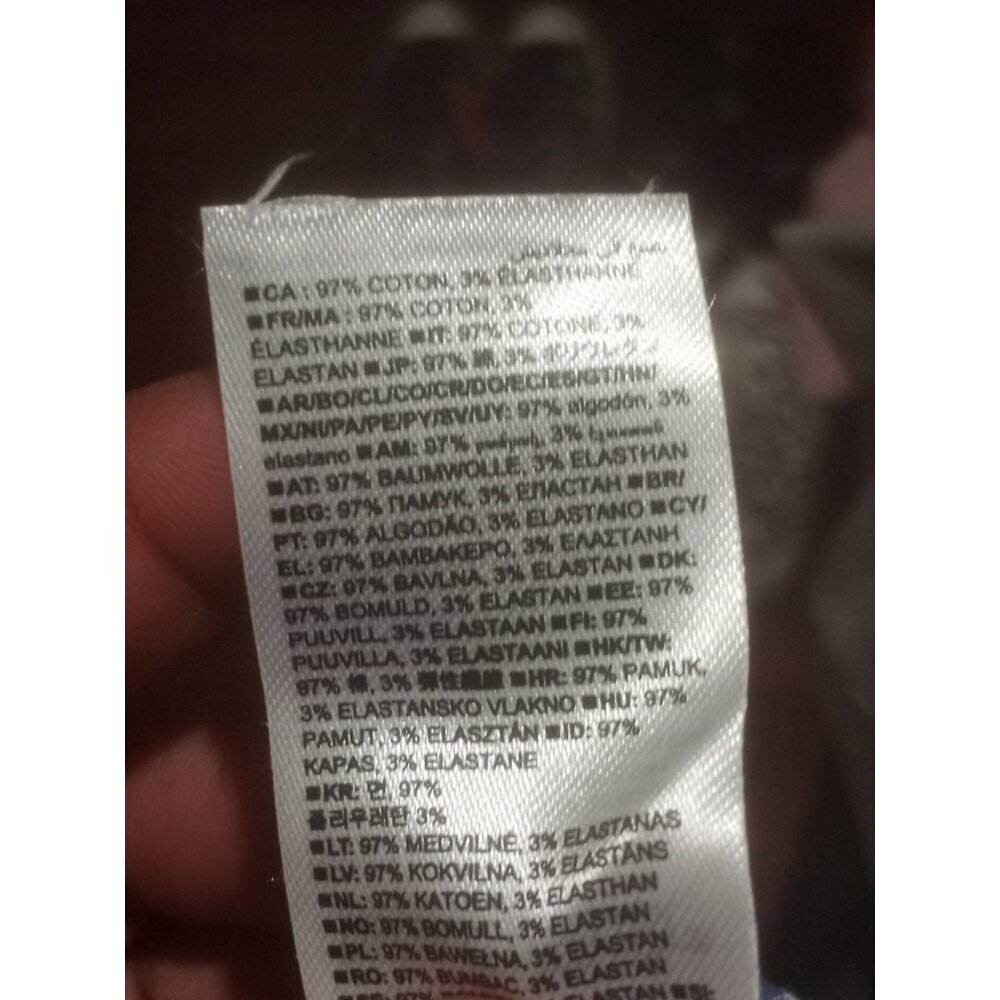 ■CA : 97% COTON, 3% ÉLASTHANNE
■FR/MA : 97% COTON, 3%
ÉLASTHANNE ■IT: 97% COTONE, 3%
ELASTAN ■JP: 97% 綿, 3% ポリウレタン
■AR/BO/CL/CO/CR/DO/EC/ES/GT/HN/
MX/NI/PA/PE/PY/SV/UY: 97% algodón, 3%
elastano ■AM: 97% 3%
■AT: 97% BAUMWOLLE, 3% ELASTHAN
■BG: 97% ПАМУК, 3% ЕЛАСТАН ■BR/
PT: 97% ALGODÃO, 3% ELASTANO ■CY/
EL: 97% ΒΑΜΒΑΚΕΡΟ, 3% ΕΛΑΣΤΑΝΗ
■CZ: 97% BAVLNA, 3% ELASTAN ■DK:
97% BOMULD, 3% ELASTAN ■EE: 97%
PUUVILL, 3% ELASTAAN ■FI: 97%
PUUVILLA, 3% ELASTAANI ■HK/TW:
97% 棉, 3% 彈性纖維 ■HR: 97% PAMUK,
3% ELASTANSKO VLAKNO ■HU: 97%
PAMUT, 3% ELASZTÁN ■ID: 97%
KAPAS, 3% ELASTANE
■KR: 면 97%
폴리우레탄 3%
■LT: 97% MEDVILNĖ, 3% ELASTANAS
■LV: 97% KOKVILNA, 3% ELASTĀNS
■NL: 97% KATOEN, 3% ELASTHAN
■NO: 97% BOMULL, 3% ELASTAN
■PL: 97% BAWEŁNA, 3% ELASTAN
■RO: 97% BUMBAC, 3% ELASTAN